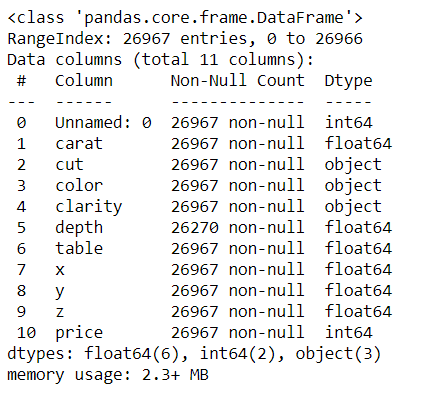 <class 'pandas.core.frame.DataFrame'>
RangeIndex: 26967 entries, 0 to 26966
Data columns (total 11 columns):
 #   Column      Non-Null Count  Dtype
---  ------      --------------  -----
 0   Unnamed: 0  26967 non-null  int64
 1   carat       26967 non-null  float64
 2   cut         26967 non-null  object
 3   color       26967 non-null  object
 4   clarity     26967 non-null  object
 5   depth       26270 non-null  float64
 6   table       26967 non-null  float64
 7   x           26967 non-null  float64
 8   y           26967 non-null  float64
 9   z           26967 non-null  float64
 10  price       26967 non-null  int64
dtypes: float64(6), int64(2), object(3)
memory usage: 2.3+ MB